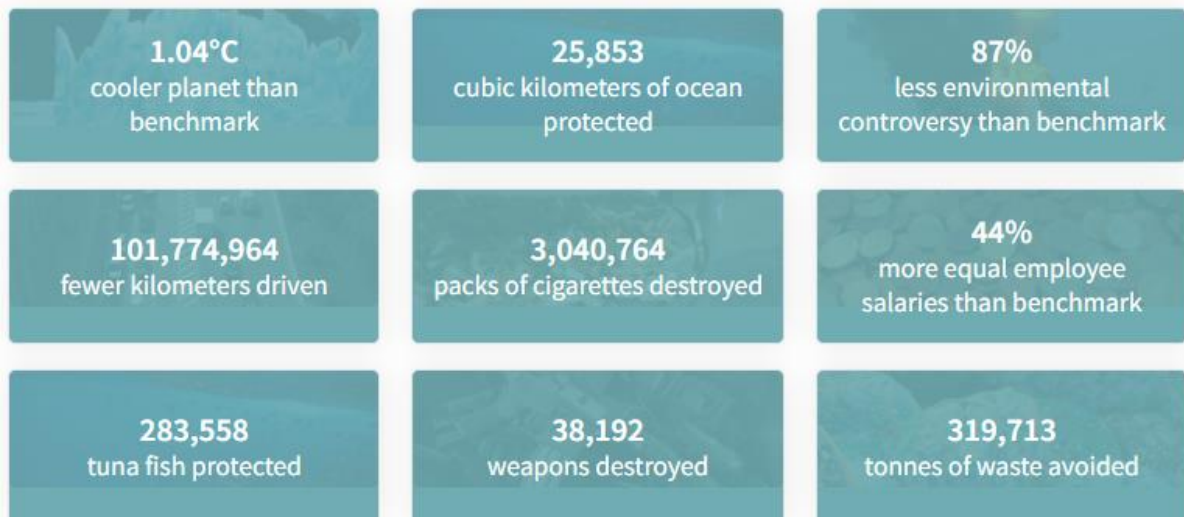 1.04°C
cooler planet than
benchmark
25,853
cubic kilometers of ocean
protected
87%
less environmental
controversy than benchmark
101,774,964
fewer kilometers driven
3,040,764
packs of cigarettes destroyed
44%
more equal employee
salaries than benchmark
283,558
tuna fish protected
38,192
weapons destroyed
319,713
tonnes of waste avoided